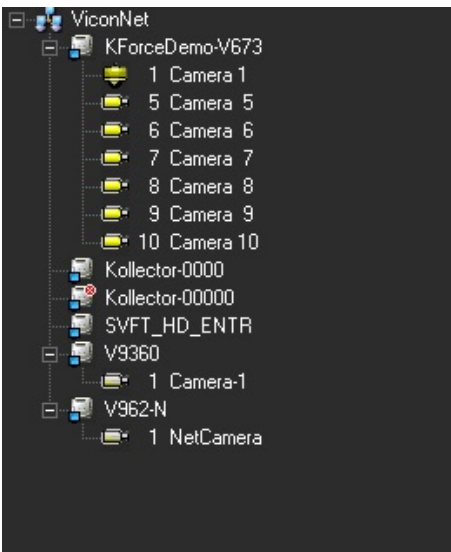 ViconNet
KForceDemo-V673
1 Camera 1
5 Camera 5
6 Camera 6
7 Camera 7
8 Camera 8
9 Camera 9
10 Camera 10
Kollector-0000
Kollector-00000
SVFT_HD_ENTR
V9360
1 Camera-1
V962-N
1 NetCamera